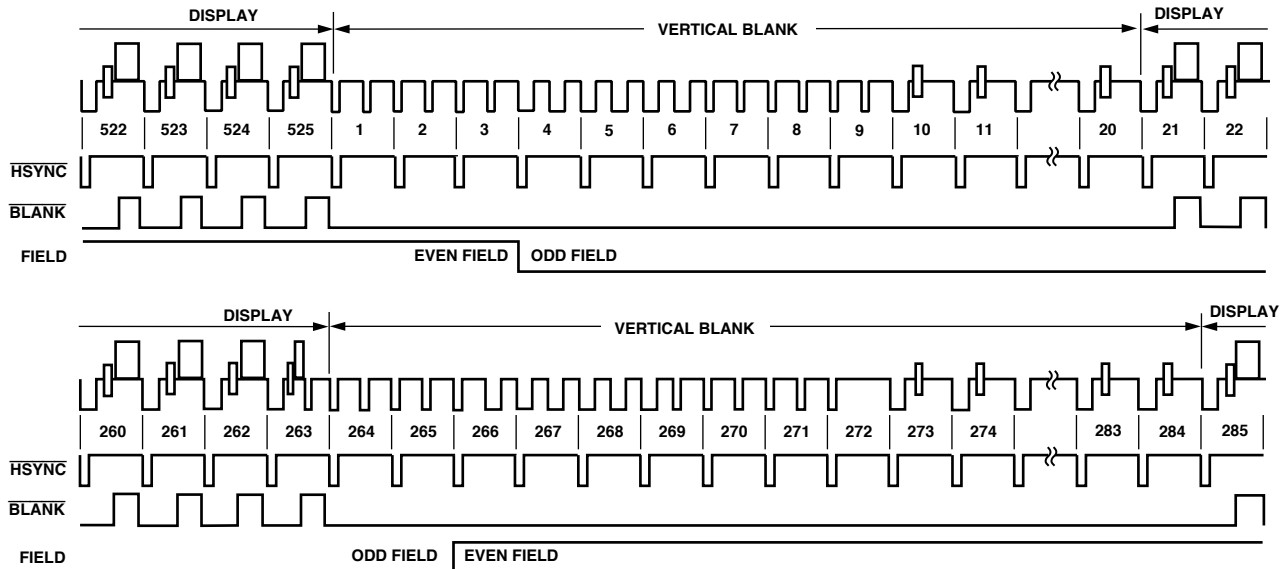 DISPLAY VERTICAL BLANK DISPLAY
522 523 524 525 1 2 3 4 5 6 7 8 9 10 11 20 21 22
HSYNC
BLANK
FIELD EVEN FIELD ODD FIELD
DISPLAY VERTICAL BLANK DISPLAY
260 261 262 263 264 265 266 267 268 269 270 271 272 273 274 283 284 285
HSYNC
BLANK
FIELD ODD FIELD EVEN FIELD